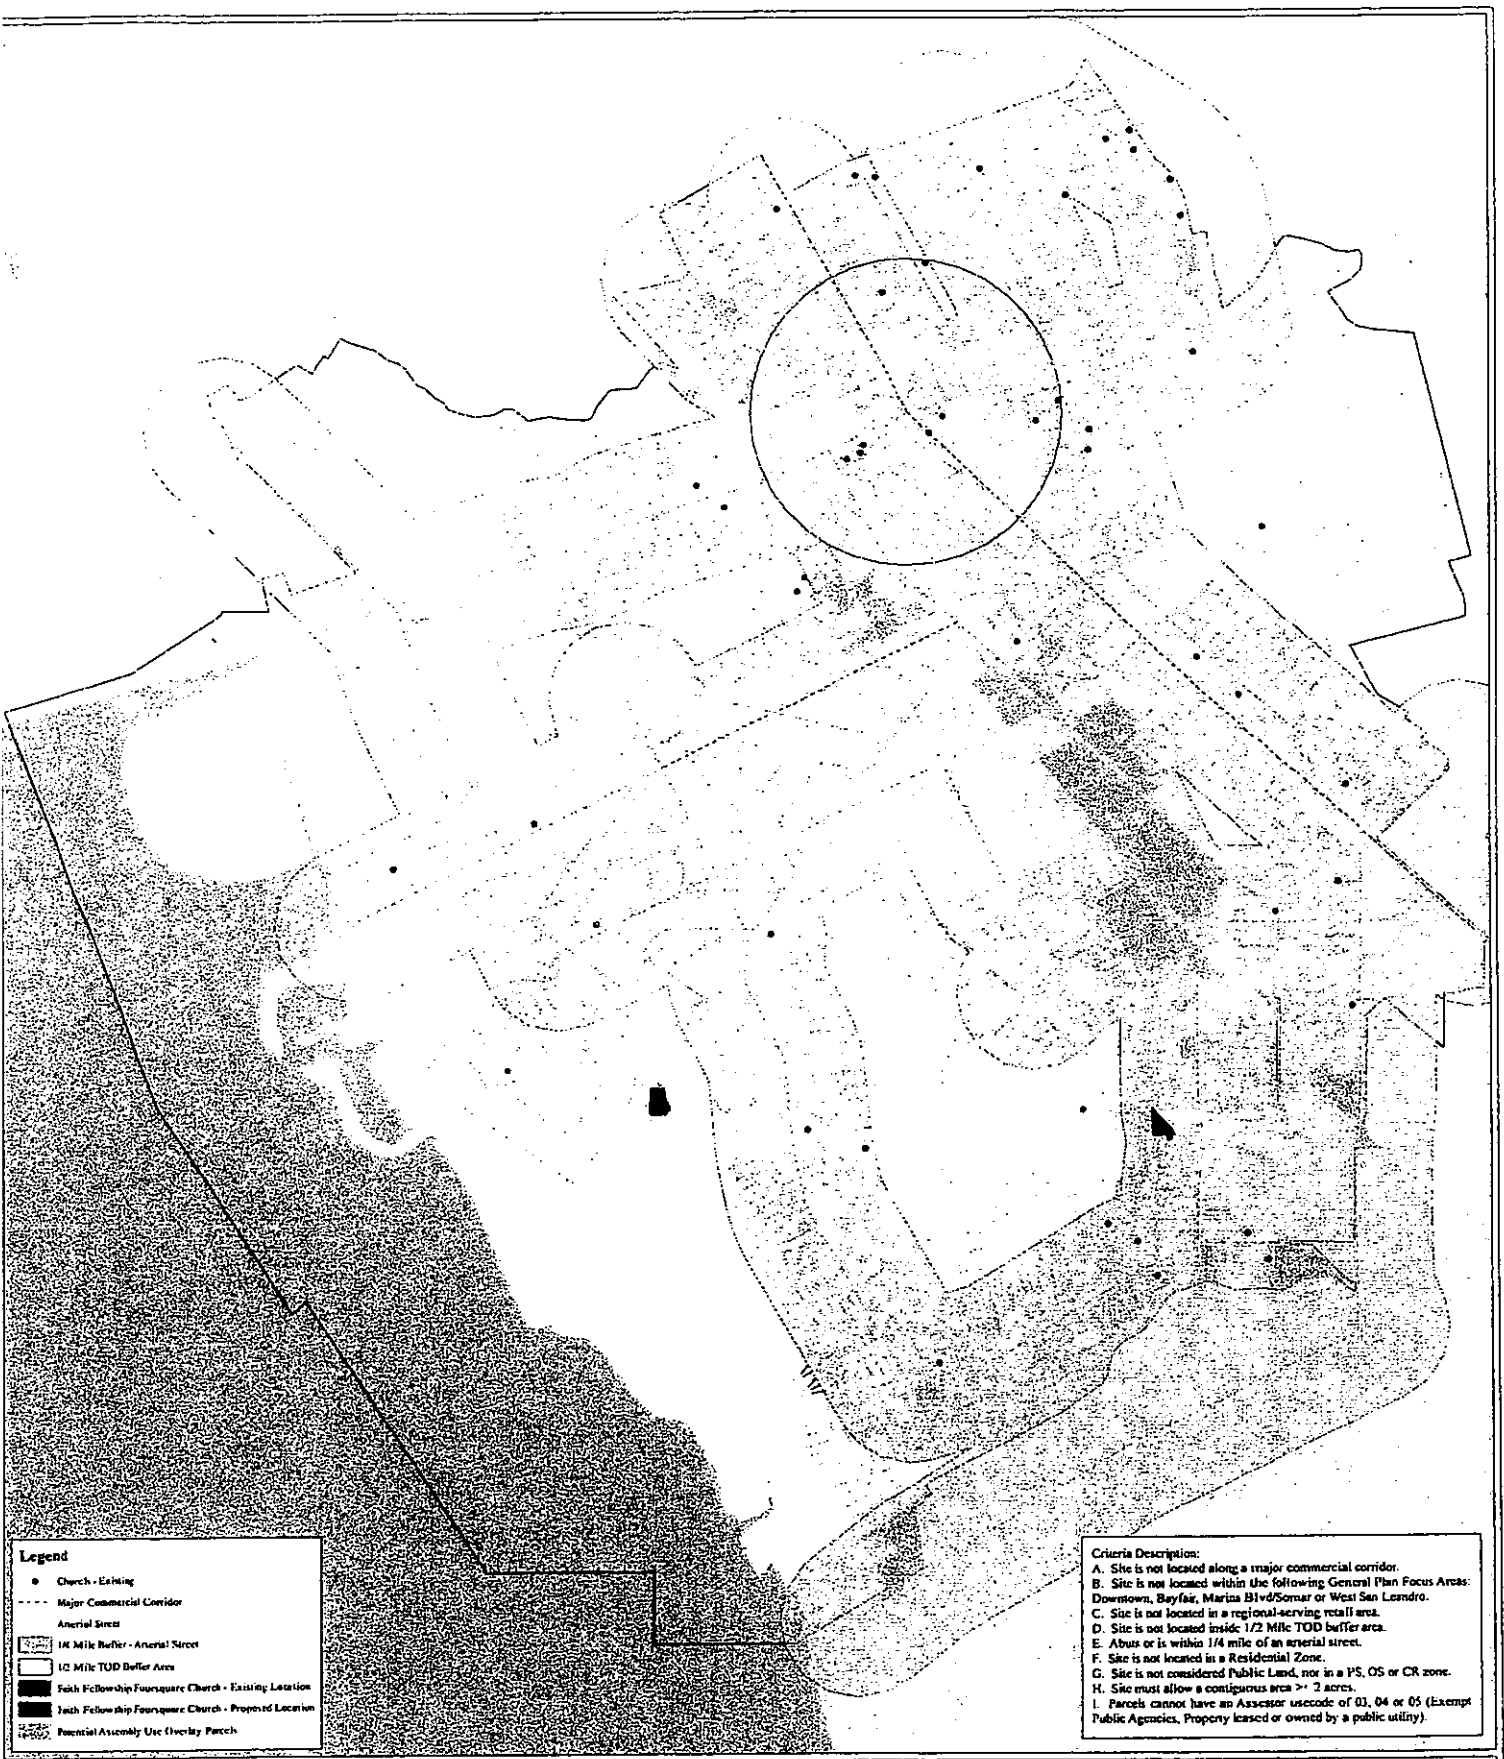 Legend
Church - Existing
Major Commercial Corridor
Arterial Street
1/4 Mile Buffer - Arterial Street
1/2 Mile TOD Buffer Area
Faith Fellowship Foursquare Church - Existing Location
Faith Fellowship Foursquare Church - Proposed Location
Potential Assembly Use Overlay Parcels
Criteria Description:
A. Site is not located along a major commercial corridor.
B. Site is not located within the following General Plan Focus Areas:
Downtown, Bayfair, Marina Blvd/Somar or West San Leandro.
C. Site is not located in a regional-serving retail area.
D. Site is not located inside 1/2 Mile TOD buffer area.
E. Abuts or is within 1/4 mile of an arterial street.
F. Site is not located in a Residential Zone.
G. Site is not considered Public Land, nor in a PS, OS or CR zone.
H. Site must allow a contiguous area >= 2 acres.
I. Parcels cannot have an Assessor usecode of 03, 04 or 05 (Exempt
Public Agencies, Property leased or owned by a public utility).